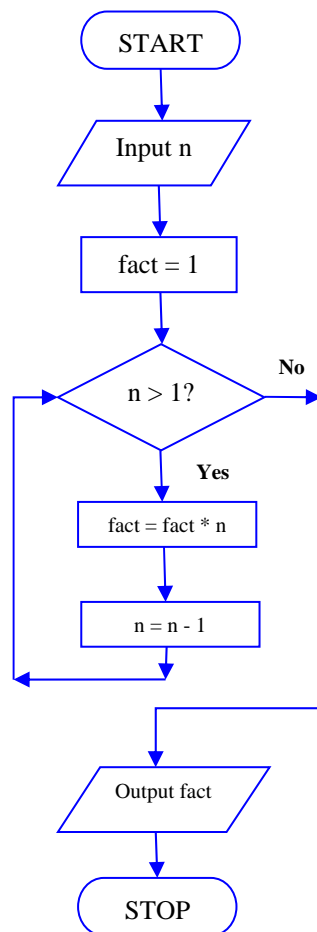 START
Input n
fact = 1
n > 1?
No
Yes
fact = fact * n
n = n - 1
Output fact
STOP